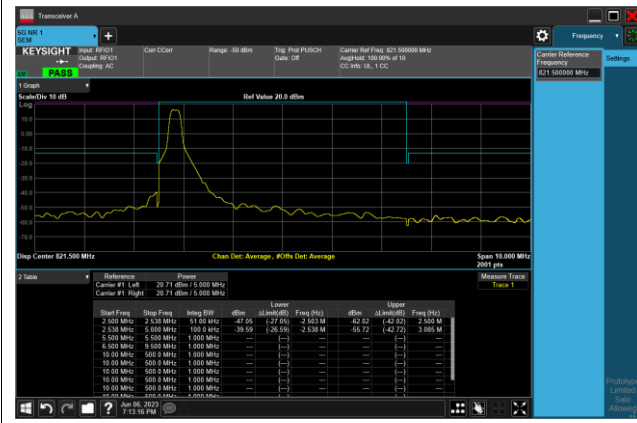 Transceiver A
5G NR 1
SEM
Frequency
KEYSIGHT
Input: RFIO1
Output: RFIO1
Coupling: AC
Corr CCorr
Range: -50 dBm
Trig: Prot PUSCH
Gate: Off
Carrier Ref Freq: 821.500000 MHz
Avg|Hold: 100.00% of 10
CC Info: UL, 1 CC
PASS
Carrier Reference
Frequency
821.500000 MHz
Settings
1 Graph
Scale/Div 10 dB
Ref Value 20.0 dBm
Log
10.0
0.00
-10.0
-20.0
-30.0
-40.0
-50.0
-60.0
-70.0
Disp Center 821.500 MHz
Chan Det: Average , #Offs Det: Average
Span 10.000 MHz
2001 pts
2 Table
Reference Power
Carrier #1: Left 20.71 dBm / 5.000 MHz
Carrier #1: Right 20.71 dBm / 5.000 MHz
Measure Trace
Trace 1
Lower Upper
Start Freq Stop Freq Integ BW dBm ΔLimit(dB) Freq (Hz) dBm ΔLimit(dB) Freq (Hz)
2.500 MHz 2.538 MHz 51.00 kHz -47.05 (-27.05) -2.503 M -62.02 (-42.02) 2.500 M
2.538 MHz 5.000 MHz 100.0 kHz -39.59 (-26.59) -2.538 M -55.72 (-42.72) 3.085 M
5.500 MHz 5.500 MHz 1.000 MHz --- (---) --- --- (---) ---
6.500 MHz 9.500 MHz 1.000 MHz --- (---) --- --- (---) ---
10.00 MHz 500.0 MHz 1.000 MHz --- (---) --- --- (---) ---
10.00 MHz 500.0 MHz 1.000 MHz --- (---) --- --- (---) ---
10.00 MHz 500.0 MHz 1.000 MHz --- (---) --- --- (---) ---
10.00 MHz 500.0 MHz 1.000 MHz --- (---) --- --- (---) ---
10.00 MHz 500.0 MHz 1.000 MHz --- (---) --- --- (---) ---
Jun 06, 2023
7:13:16 PM
Prototype
Limited
Sale
Allowed